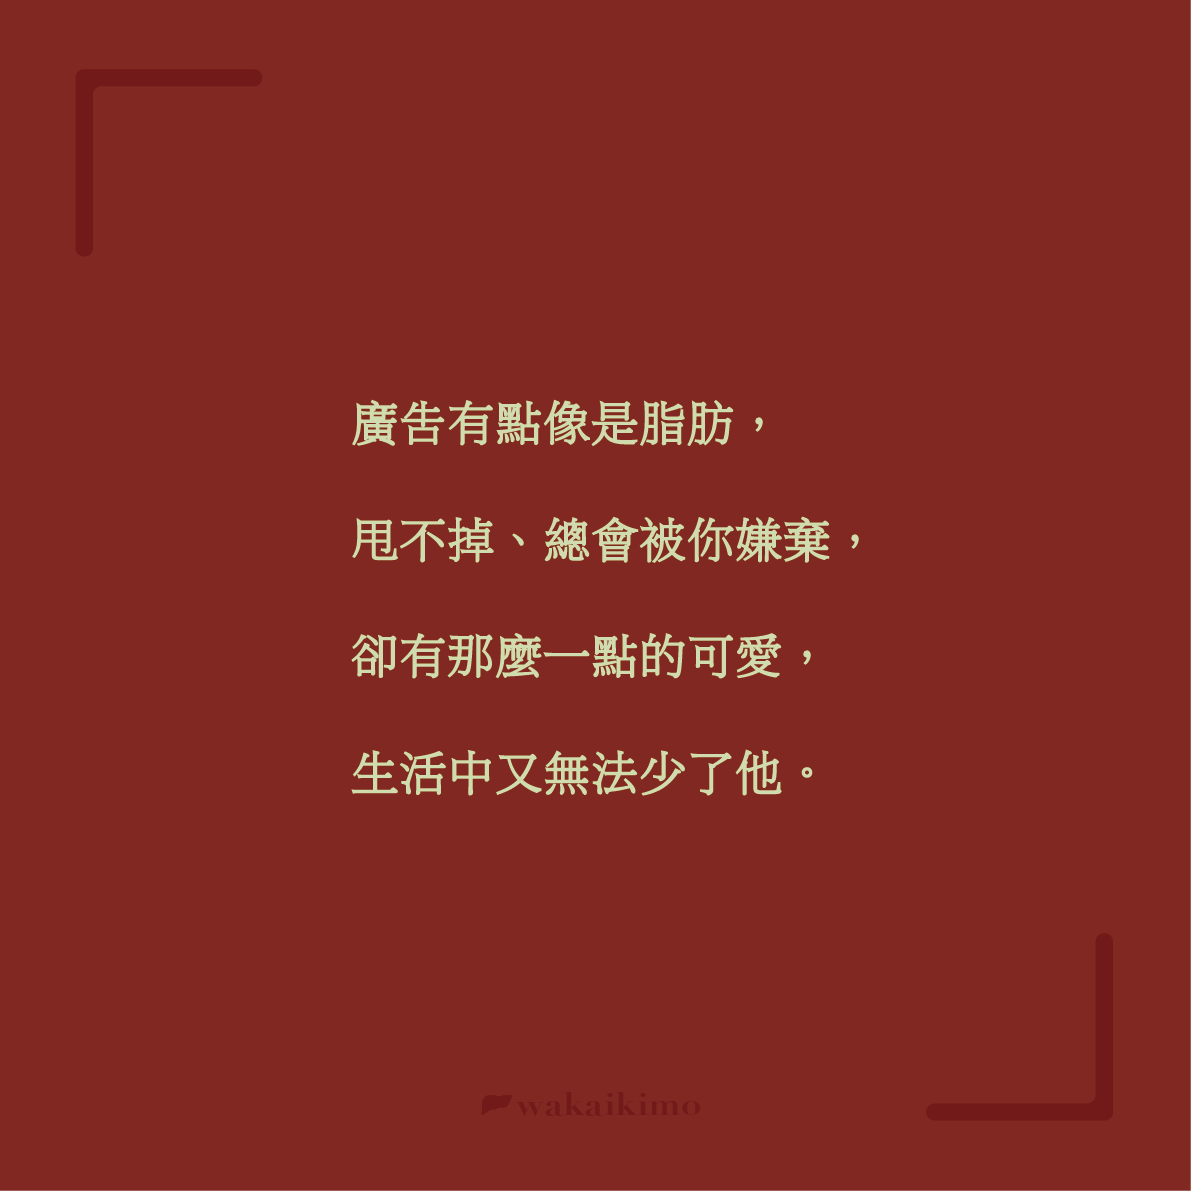 廣告有點像是脂肪，
甩不掉、總會被你嫌棄，
卻有那麼一點的可愛，
生活中又無法少了他。
wakaikimo